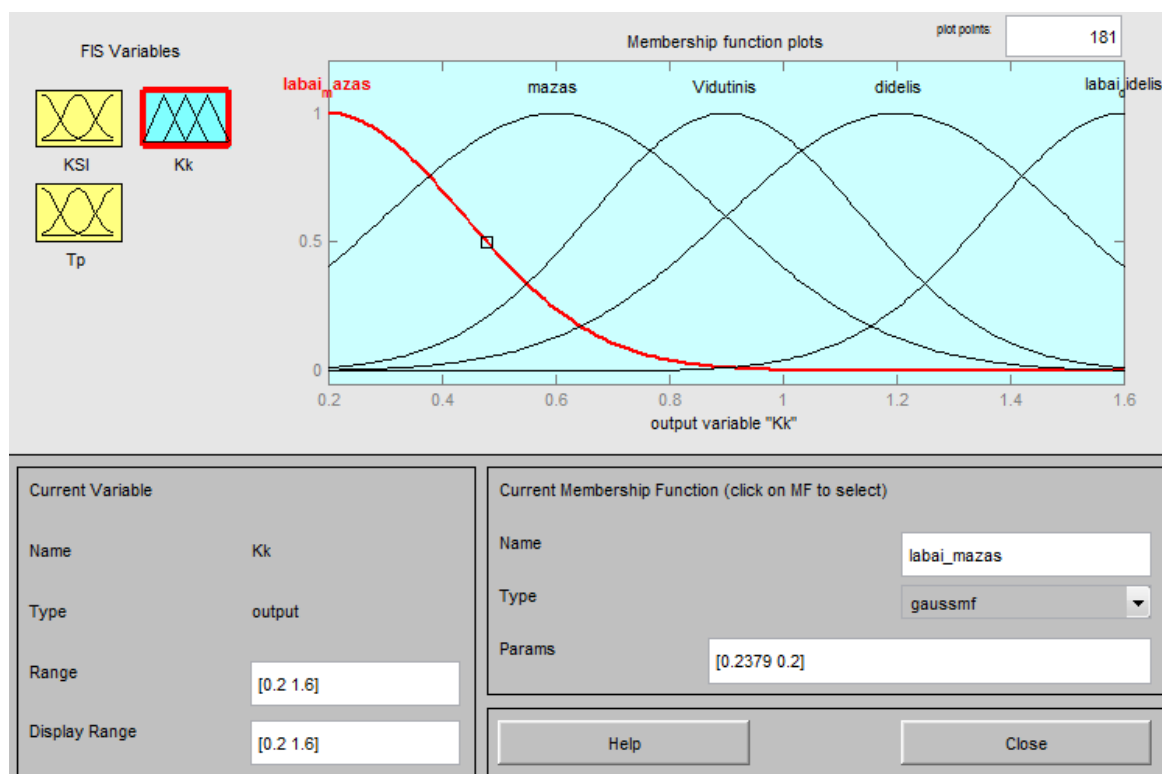 FIS Variables
KSI
Kk
Tp
Membership function plots
plot points:
181
labai_mazas
mazas
Vidutinis
didelis
labai_didelis
1
0.5
0
0.2
0.4
0.6
0.8
1
1.2
1.4
1.6
output variable "Kk"
Current Variable
Name Kk
Type output
Range [0.2 1.6]
Display Range [0.2 1.6]
Current Membership Function (click on MF to select)
Name labai_mazas
Type gaussmf
Params [0.2379 0.2]
Help
Close